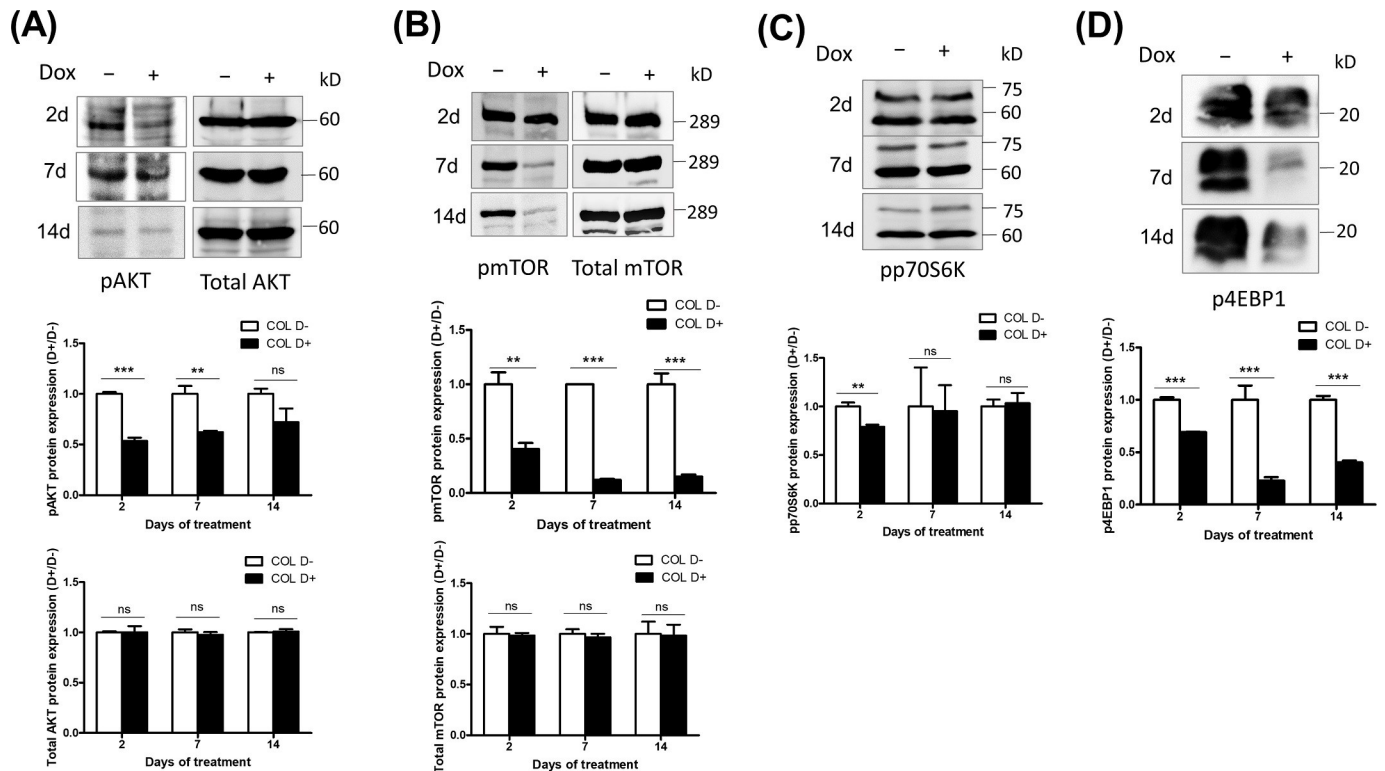 (A)
Dox – + – + kD
2d 60
7d 60
14d 60
pAKT Total AKT
COL D-
COL D+
pAKT protein expression (D+/D-)
1.5
1.0
0.5
0.0
*** ** ns
2 7 14
Days of treatment
COL D-
COL D+
Total AKT protein expression (D+/D-)
1.5
1.0
0.5
0.0
ns ns ns
2 7 14
Days of treatment
(B)
Dox – + – + kD
2d 289
7d 289
14d 289
pmTOR Total mTOR
COL D-
COL D+
pmTOR protein expression (D+/D-)
1.5
1.0
0.5
0.0
** *** ***
2 7 14
Days of treatment
COL D-
COL D+
Total mTOR protein expression (D+/D-)
1.5
1.0
0.5
0.0
ns ns ns
2 7 14
Days of treatment
(C)
Dox – + kD
2d 75
60
7d 75
60
14d 75
60
pp70S6K
COL D-
COL D+
pp70S6K protein expression (D+/D-)
1.5
1.0
0.5
0.0
** ns ns
2 7 14
Days of treatment
(D)
Dox – + kD
2d 20
7d 20
14d 20
p4EBP1
COL D-
COL D+
p4EBP1 protein expression (D+/D-)
1.5
1.0
0.5
0.0
*** *** ***
2 7 14
Days of treatment